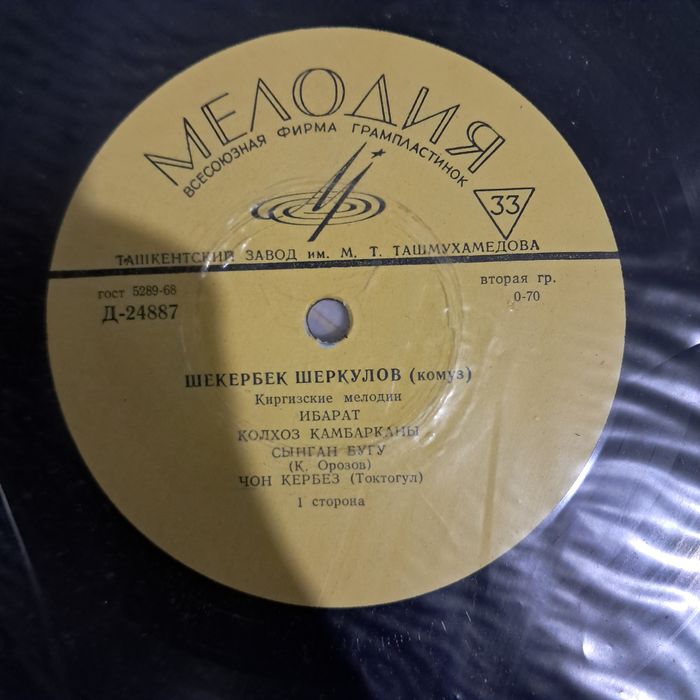 МЕЛОДИЯ
ВСЕСОЮЗНАЯ ФИРМА ГРАМПЛАСТИНОК
33
ТАШКЕНТСКИЙ ЗАВОД им. М. Т. ТАШМУХАМЕДОВА
гост 5289-68
Д-24887
вторая гр.
0-70
ШЕКЕРБЕК ШЕРКУЛОВ (комуз)
Киргизские мелодии
ИБАРАТ
КОЛХОЗ КАМБАРКАНЫ
СЫНГАН БУГУ
(К. Орозов)
ЧОН КЕРБЕЗ (Токтогул)
1 сторона